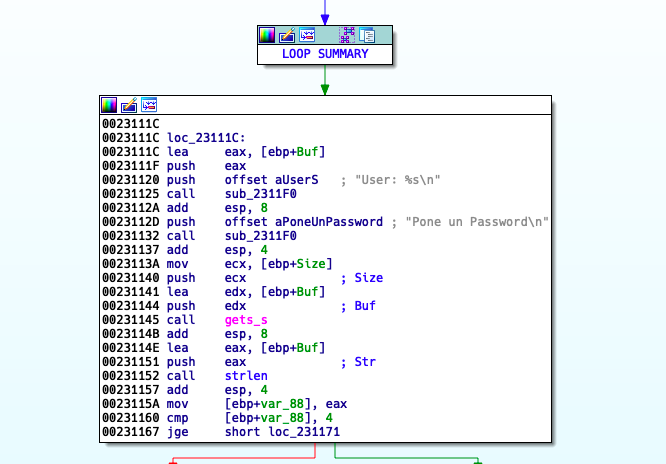 LOOP SUMMARY
0023111C
0023111C loc_23111C:
0023111C lea     eax, [ebp+Buf]
0023111F push    eax
00231120 push    offset aUserS   ; "User: %s\n"
00231125 call    sub_2311F0
0023112A add     esp, 8
0023112D push    offset aPoneUnPassword ; "Pone un Password\n"
00231132 call    sub_2311F0
00231137 add     esp, 4
0023113A mov     ecx, [ebp+Size]
00231140 push    ecx             ; Size
00231141 lea     edx, [ebp+Buf]
00231144 push    edx             ; Buf
00231145 call    gets_s
0023114B add     esp, 8
0023114E lea     eax, [ebp+Buf]
00231151 push    eax             ; Str
00231152 call    strlen
00231157 add     esp, 4
0023115A mov     [ebp+var_88], eax
00231160 cmp     [ebp+var_88], 4
00231167 jge     short loc_231171